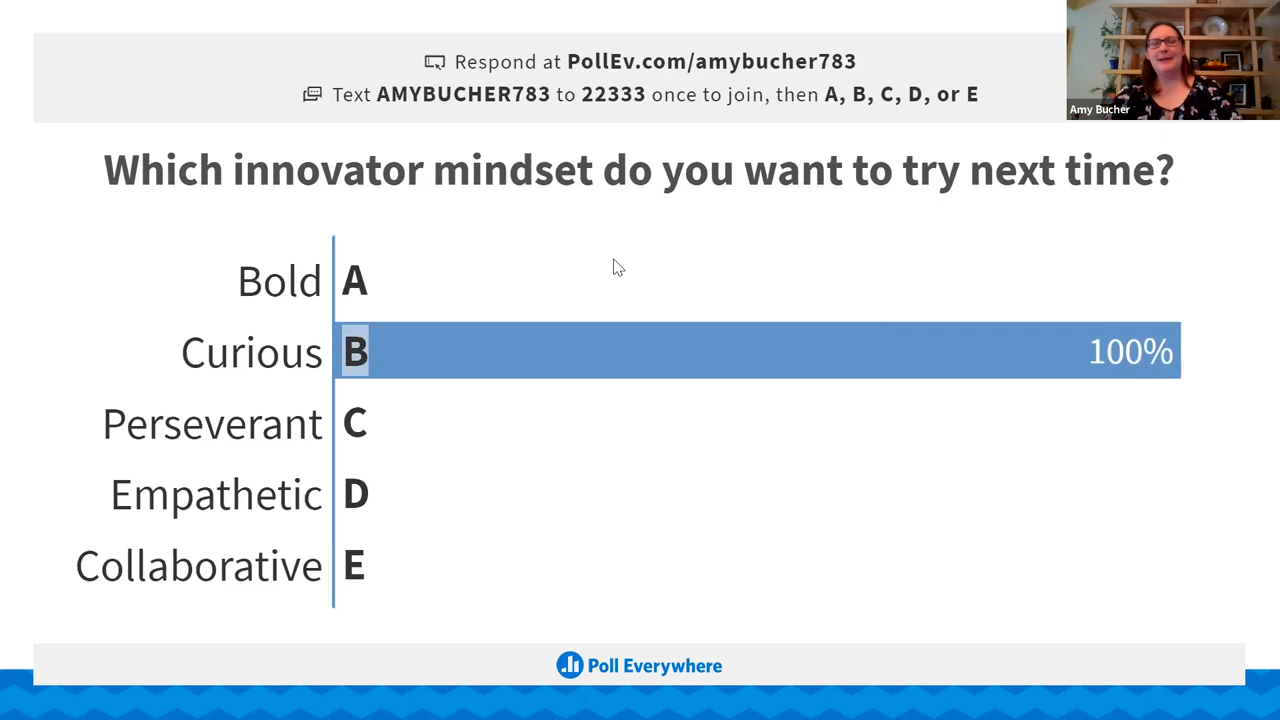 Respond at PollEv.com/amybucher783
Text AMYBUCHER783 to 22333 once to join, then A, B, C, D, or E
Amy Bucher
Which innovator mindset do you want to try next time?
Bold A
Curious B 100%
Perseverant C
Empathetic D
Collaborative E
Poll Everywhere